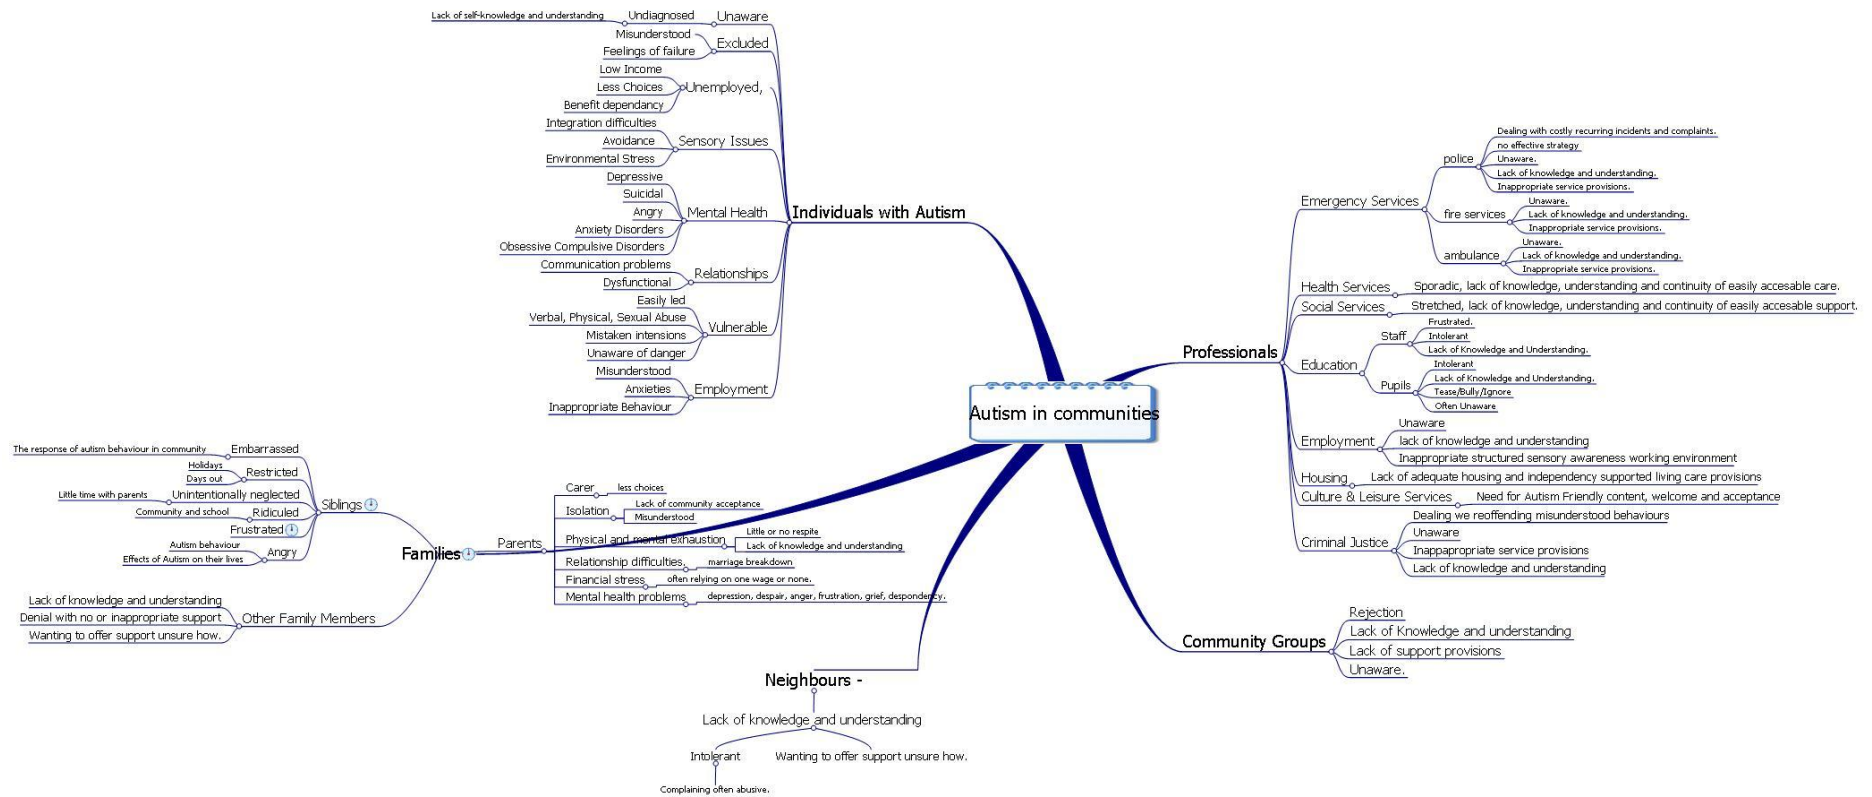 Autism in communities
Individuals with Autism
Unaware
Undiagnosed
Lack of self-knowledge and understanding
Excluded
Misunderstood
Feelings of failure
Unemployed,
Low Income
Less Choices
Benefit dependancy
Sensory Issues
Integration difficulties
Avoidance
Environmental Stress
Mental Health
Depressive
Suicidal
Angry
Anxiety Disorders
Obsessive Compulsive Disorders
Relationships
Communication problems
Dysfunctional
Vulnerable
Easily led
Verbal, Physical, Sexual Abuse
Mistaken intensions
Unaware of danger
Employment
Misunderstood
Anxieties
Inappropriate Behaviour
Professionals
Emergency Services
police
Dealing with costly recurring incidents and complaints.
no effective strategy
Unaware.
Lack of knowledge and understanding.
Inappropriate service provisions.
fire services
Unaware.
Lack of knowledge and understanding.
Inappropriate service provisions.
ambulance
Unaware.
Lack of knowledge and understanding.
Inappropriate service provisions.
Health Services
Sporadic, lack of knowledge, understanding and continuity of easily accesable care.
Social Services
Stretched, lack of knowledge, understanding and continuity of easily accesable support.
Education
Staff
Frustrated.
Intolerant
Lack of Knowledge and Understanding.
Pupils
Intolerant
Lack of Knowledge and Understanding.
Tease/Bully/Ignore
Often Unaware
Employment
Unaware
lack of knowledge and understanding
Inappropriate structured sensory awareness working environment
Housing
Lack of adequate housing and independency supported living care provisions
Culture & Leisure Services
Need for Autism Friendly content, welcome and acceptance
Criminal Justice
Dealing we reoffending misunderstood behaviours
Unaware
Inappapropriate service provisions
Lack of knowledge and understanding
Community Groups
Rejection
Lack of Knowledge and understanding
Lack of support provisions
Unaware.
Neighbours -
Lack of knowledge and understanding
Intolerant
Complaining often abusive.
Wanting to offer support unsure how.
Families
Parents
Carer
less choices
Isolation
Lack of community acceptance
Misunderstood
Physical and mental exhaustion
Little or no respite
Lack of knowledge and understanding
Relationship difficulties.
marriage breakdown
Financial stress
often relying on one wage or none.
Mental health problems
depression, despair, anger, frustration, grief, despondency.
Siblings
Embarrassed
The response of autism behaviour in community
Restricted
Holidays
Days out
Unintentionally neglected
Little time with parents
Ridiculed
Community and school
Frustrated
Angry
Autism behaviour
Effects of Autism on their lives
Other Family Members
Lack of knowledge and understanding
Denial with no or inappropriate support
Wanting to offer support unsure how.